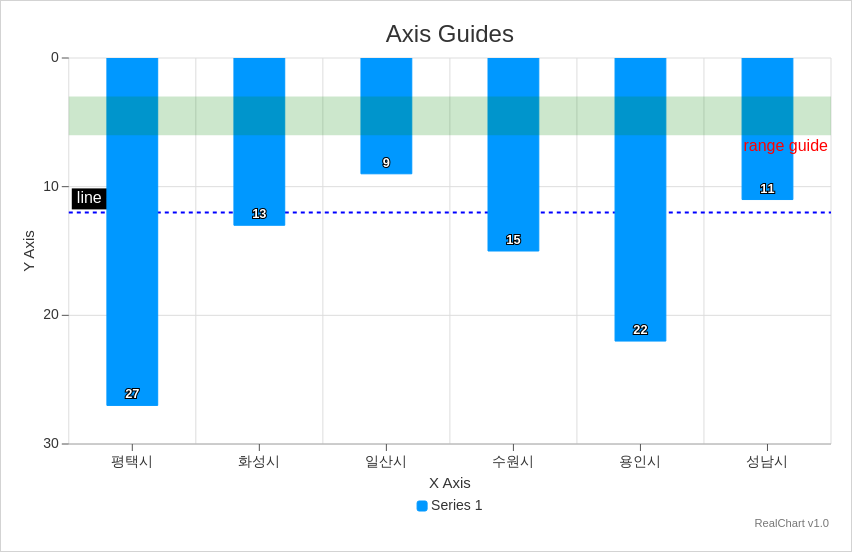 Axis Guides
0
10
20
30
Y Axis
range guide
line
27
13
9
15
22
11
평택시
화성시
일산시
수원시
용인시
성남시
X Axis
Series 1
RealChart v1.0